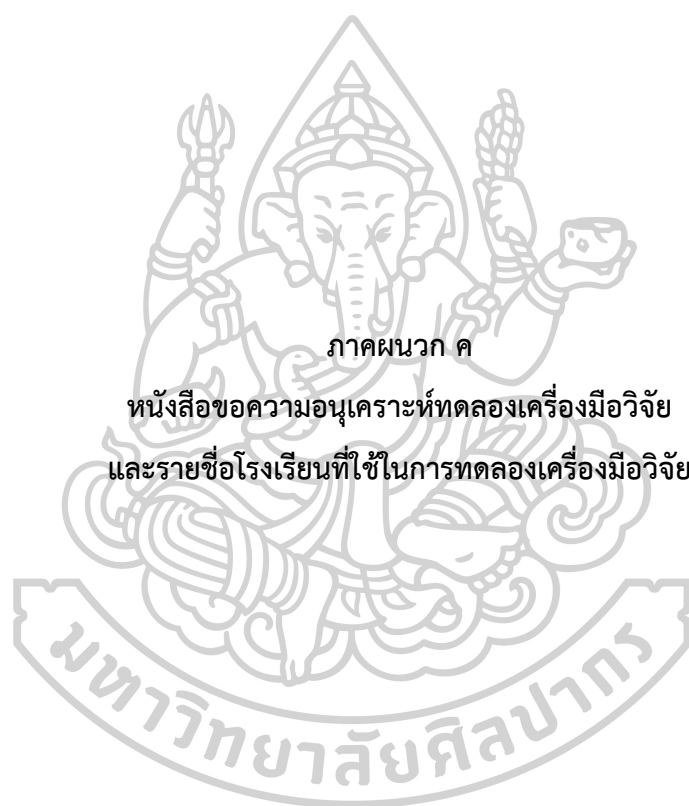 ภาคผนวก ค
หนังสือขอความอนุเคราะห์ทดลองเครื่องมือวิจัย
และรายชื่อโรงเรียนที่ใช้ในการทดลองเครื่องมือวิจัย
มหาวิทยาลัยศิลปากร